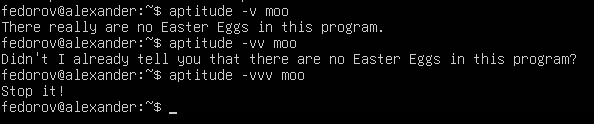 fedorov@alexander:~$ aptitude -v moo
There really are no Easter Eggs in this program.
fedorov@alexander:~$ aptitude -vv moo
Didn't I already tell you that there are no Easter Eggs in this program?
fedorov@alexander:~$ aptitude -vvv moo
Stop it!
fedorov@alexander:~$ _